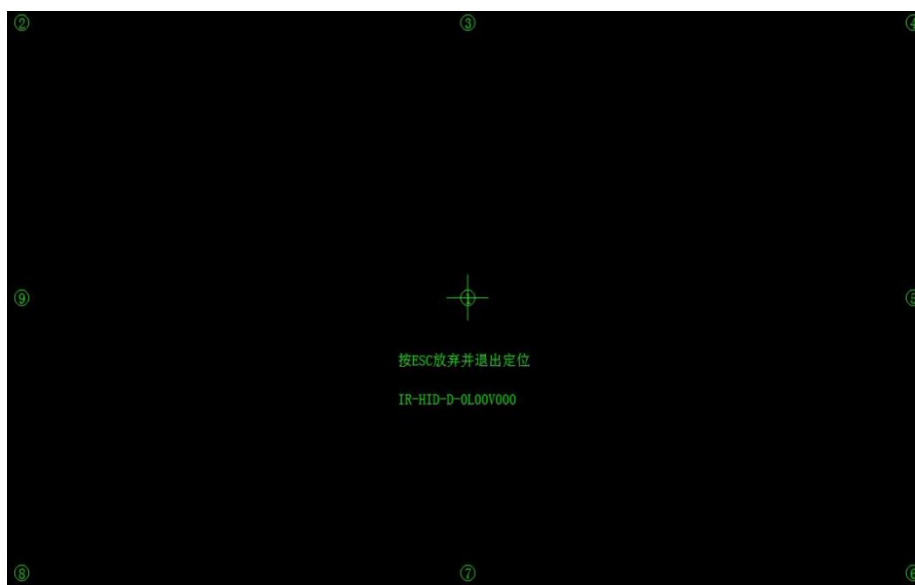 ② ③ ④
⑨ ① ⑤
按ESC放弃并退出定位
IR-HID-D-0L00V000
⑧ ⑦ ⑥